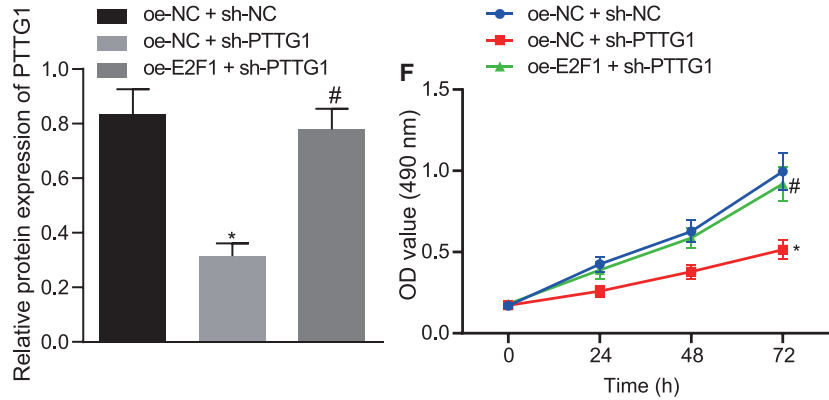 oe-NC + sh-NC
oe-NC + sh-PTTG1
oe-E2F1 + sh-PTTG1
Relative protein expression of PTTG1
1.0
0.8
0.6
0.4
0.2
0.0
*
#
F
oe-NC + sh-NC
oe-NC + sh-PTTG1
oe-E2F1 + sh-PTTG1
OD value (490 nm)
1.5
1.0
0.5
0.0
#
*
0 24 48 72
Time (h)